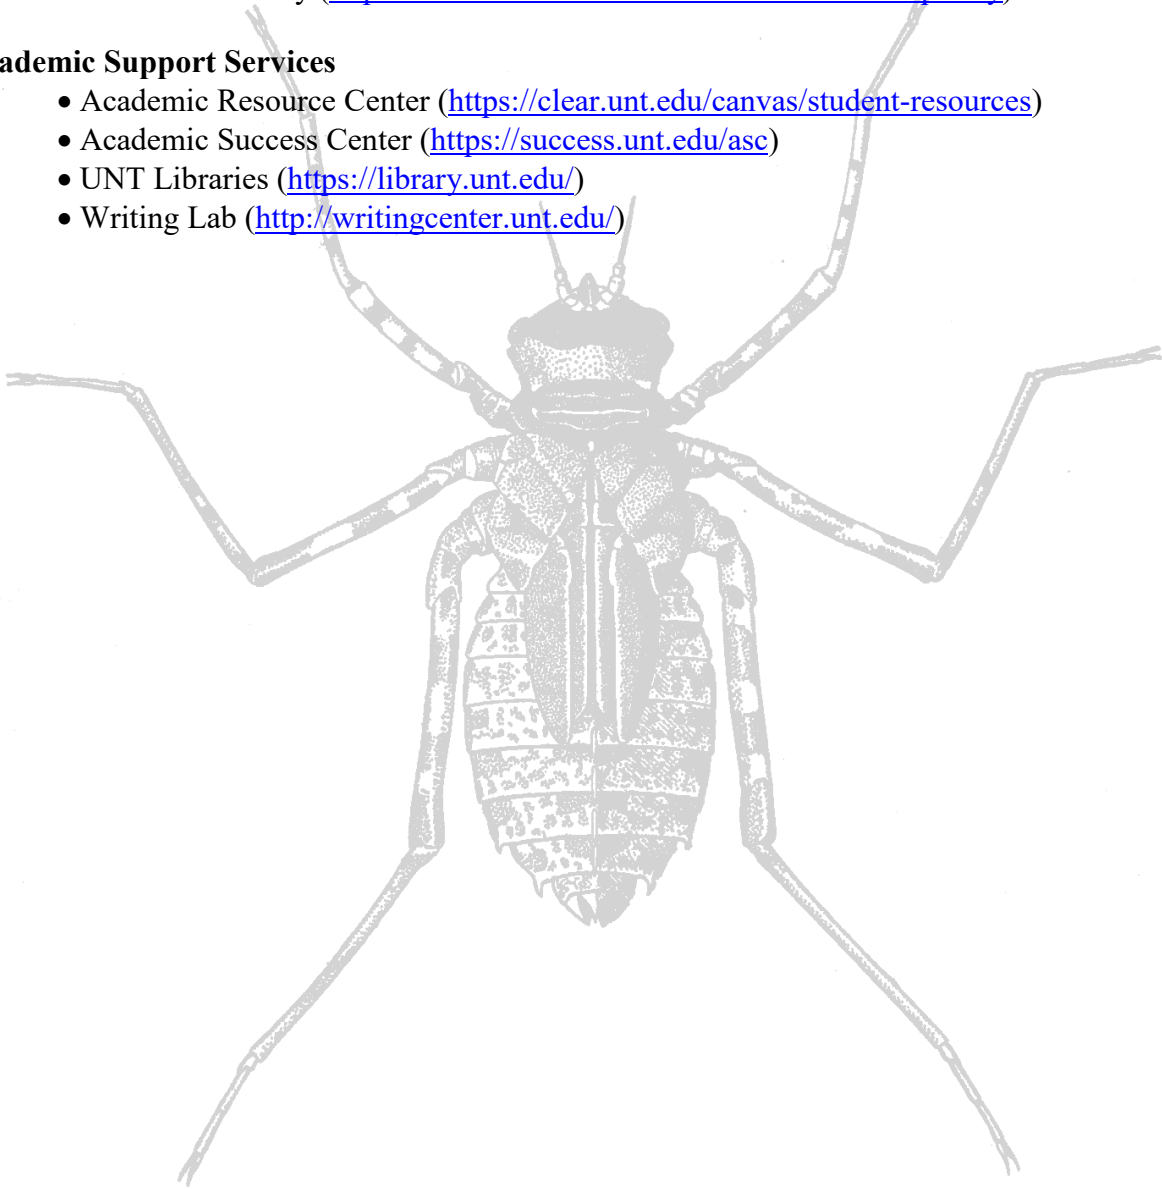 ademic Support Services
• Academic Resource Center (https://clear.unt.edu/canvas/student-resources)
• Academic Success Center (https://success.unt.edu/asc)
• UNT Libraries (https://library.unt.edu/)
• Writing Lab (http://writingcenter.unt.edu/)